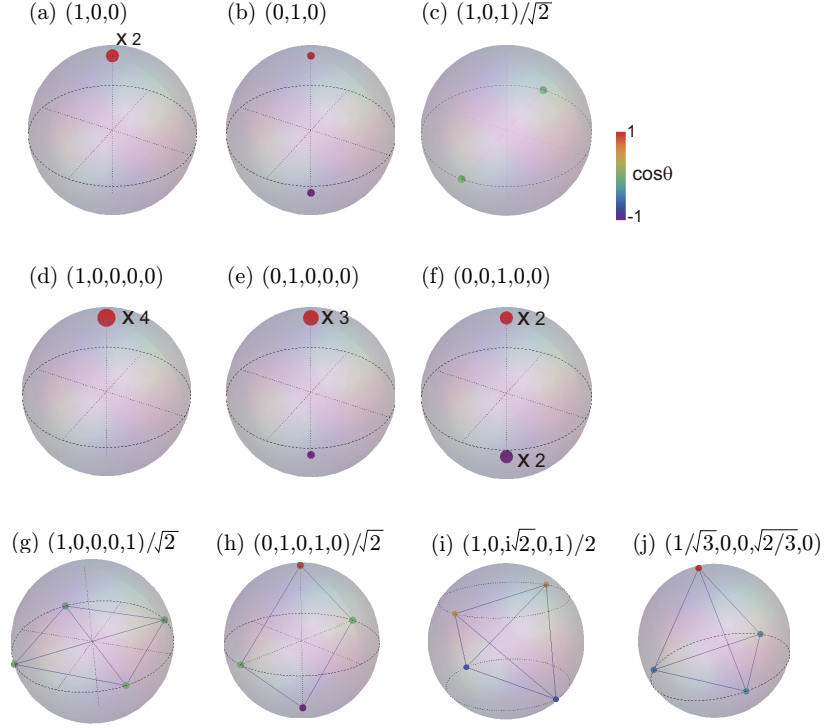 (a) (1,0,0)
(b) (0,1,0)
(c) (1,0,1)/√2
X 2
1
cosθ
-1
(d) (1,0,0,0,0)
(e) (0,1,0,0,0)
(f) (0,0,1,0,0)
X 4
X 3
X 2
X 2
(g) (1,0,0,0,1)/√2
(h) (0,1,0,1,0)/√2
(i) (1,0,i√2,0,1)/2
(j) (1/√3,0,0,√2/3,0)